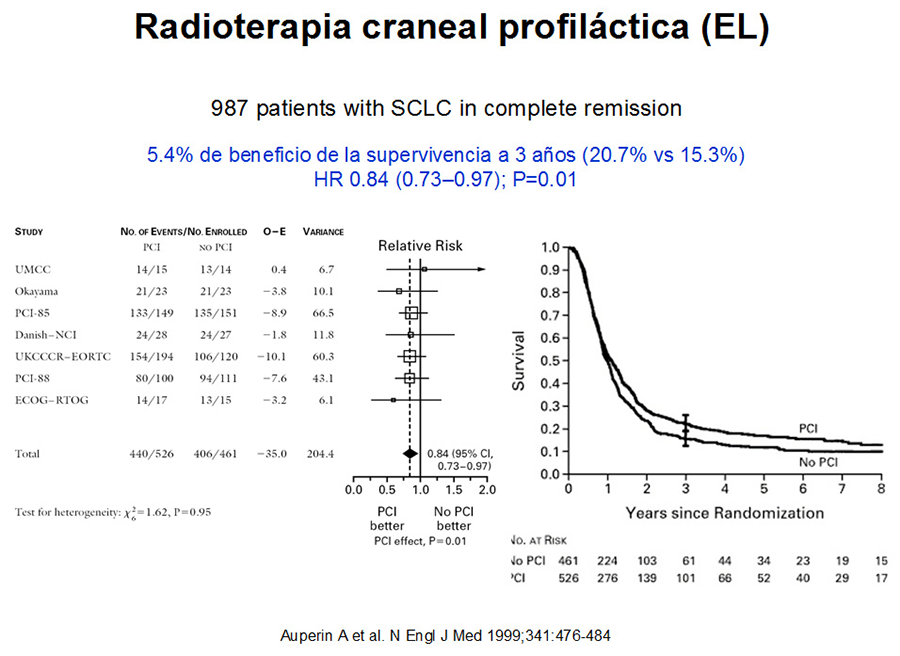 Radioterapia craneal profiláctica (EL)
987 patients with SCLC in complete remission
5.4% de beneficio de la supervivencia a 3 años (20.7% vs 15.3%)
HR 0.84 (0.73–0.97); P=0.01
STUDY NO. OF EVENTS/NO. ENROLLED O–E VARIANCE
PCI NO PCI
Relative Risk
UMCC 14/15 13/14 0.4 6.7
Okayama 21/23 21/23 −3.8 10.1
PCI-85 133/149 135/151 −8.9 66.5
Danish–NCI 24/28 24/27 −1.8 11.8
UKCCCR–EORTC 154/194 106/120 −10.1 60.3
PCI-88 80/100 94/111 −7.6 43.1
ECOG–RTOG 14/17 13/15 −3.2 6.1
Total 440/526 406/461 −35.0 204.4 0.84 (95% CI,
0.73–0.97)
0.0 0.5 1.0 1.5 2.0
Test for heterogeneity: χ²₆=1.62, P=0.95
PCI No PCI
better better
PCI effect, P=0.01
Survival
1.0
0.9
0.8
0.7
0.6
0.5
0.4
0.3
0.2
0.1
0.0
PCI
No PCI
0 1 2 3 4 5 6 7 8
Years since Randomization
No. AT RISK
No PCI 461 224 103 61 44 34 23 19 15
PCI 526 276 139 101 66 52 40 29 17
Auperin A et al. N Engl J Med 1999;341:476-484